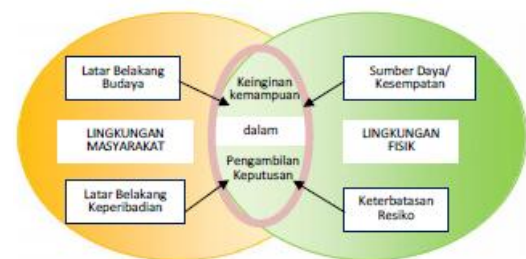 Latar Belakang
Budaya
Keinginan
kemampuan
Sumber Daya/
Kesempatan
LINGKUNGAN
MASYARAKAT
dalam
LINGKUNGAN
FISIK
Pengambilan
Keputusan
Latar Belakang
Keperibadian
Keterbatasan
Resiko